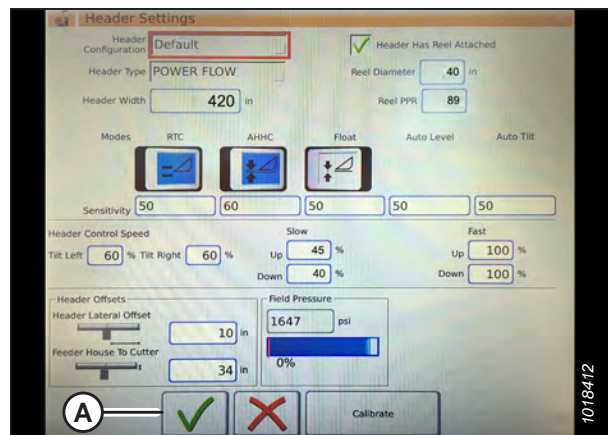 Header Settings
Header Configuration Default
Header Has Reel Attached
Header Type POWER FLOW
Reel Diameter 40 in
Header Width 420 in
Reel PPR 89
Modes RTC AHHC Float Auto Level Auto Tilt
Sensitivity 50 60 50 50 50
Header Control Speed
Slow Fast
Tilt Left 60 % Tilt Right 60 % Up 45 % Up 100 %
Down 40 % Down 100 %
Header Offsets
Field Pressure
Header Lateral Offset
10 in
1647 psi
Feeder House To Cutter
34 in
0%
A
Calibrate
1018412